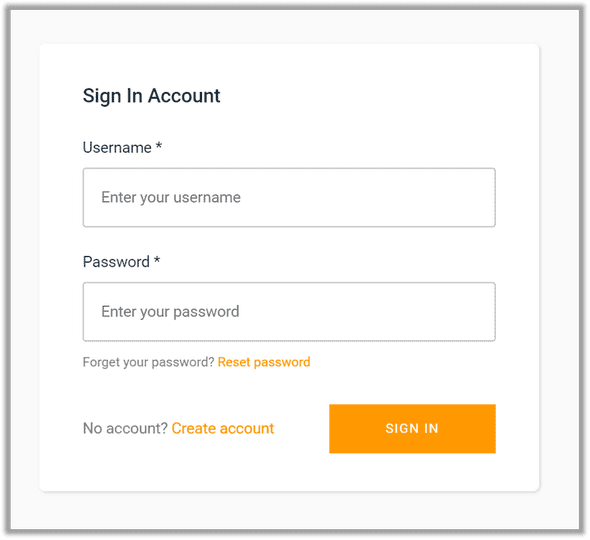 Sign In Account
Username *
Enter your username
Password *
Enter your password
Forget your password? Reset password
No account? Create account SIGN IN